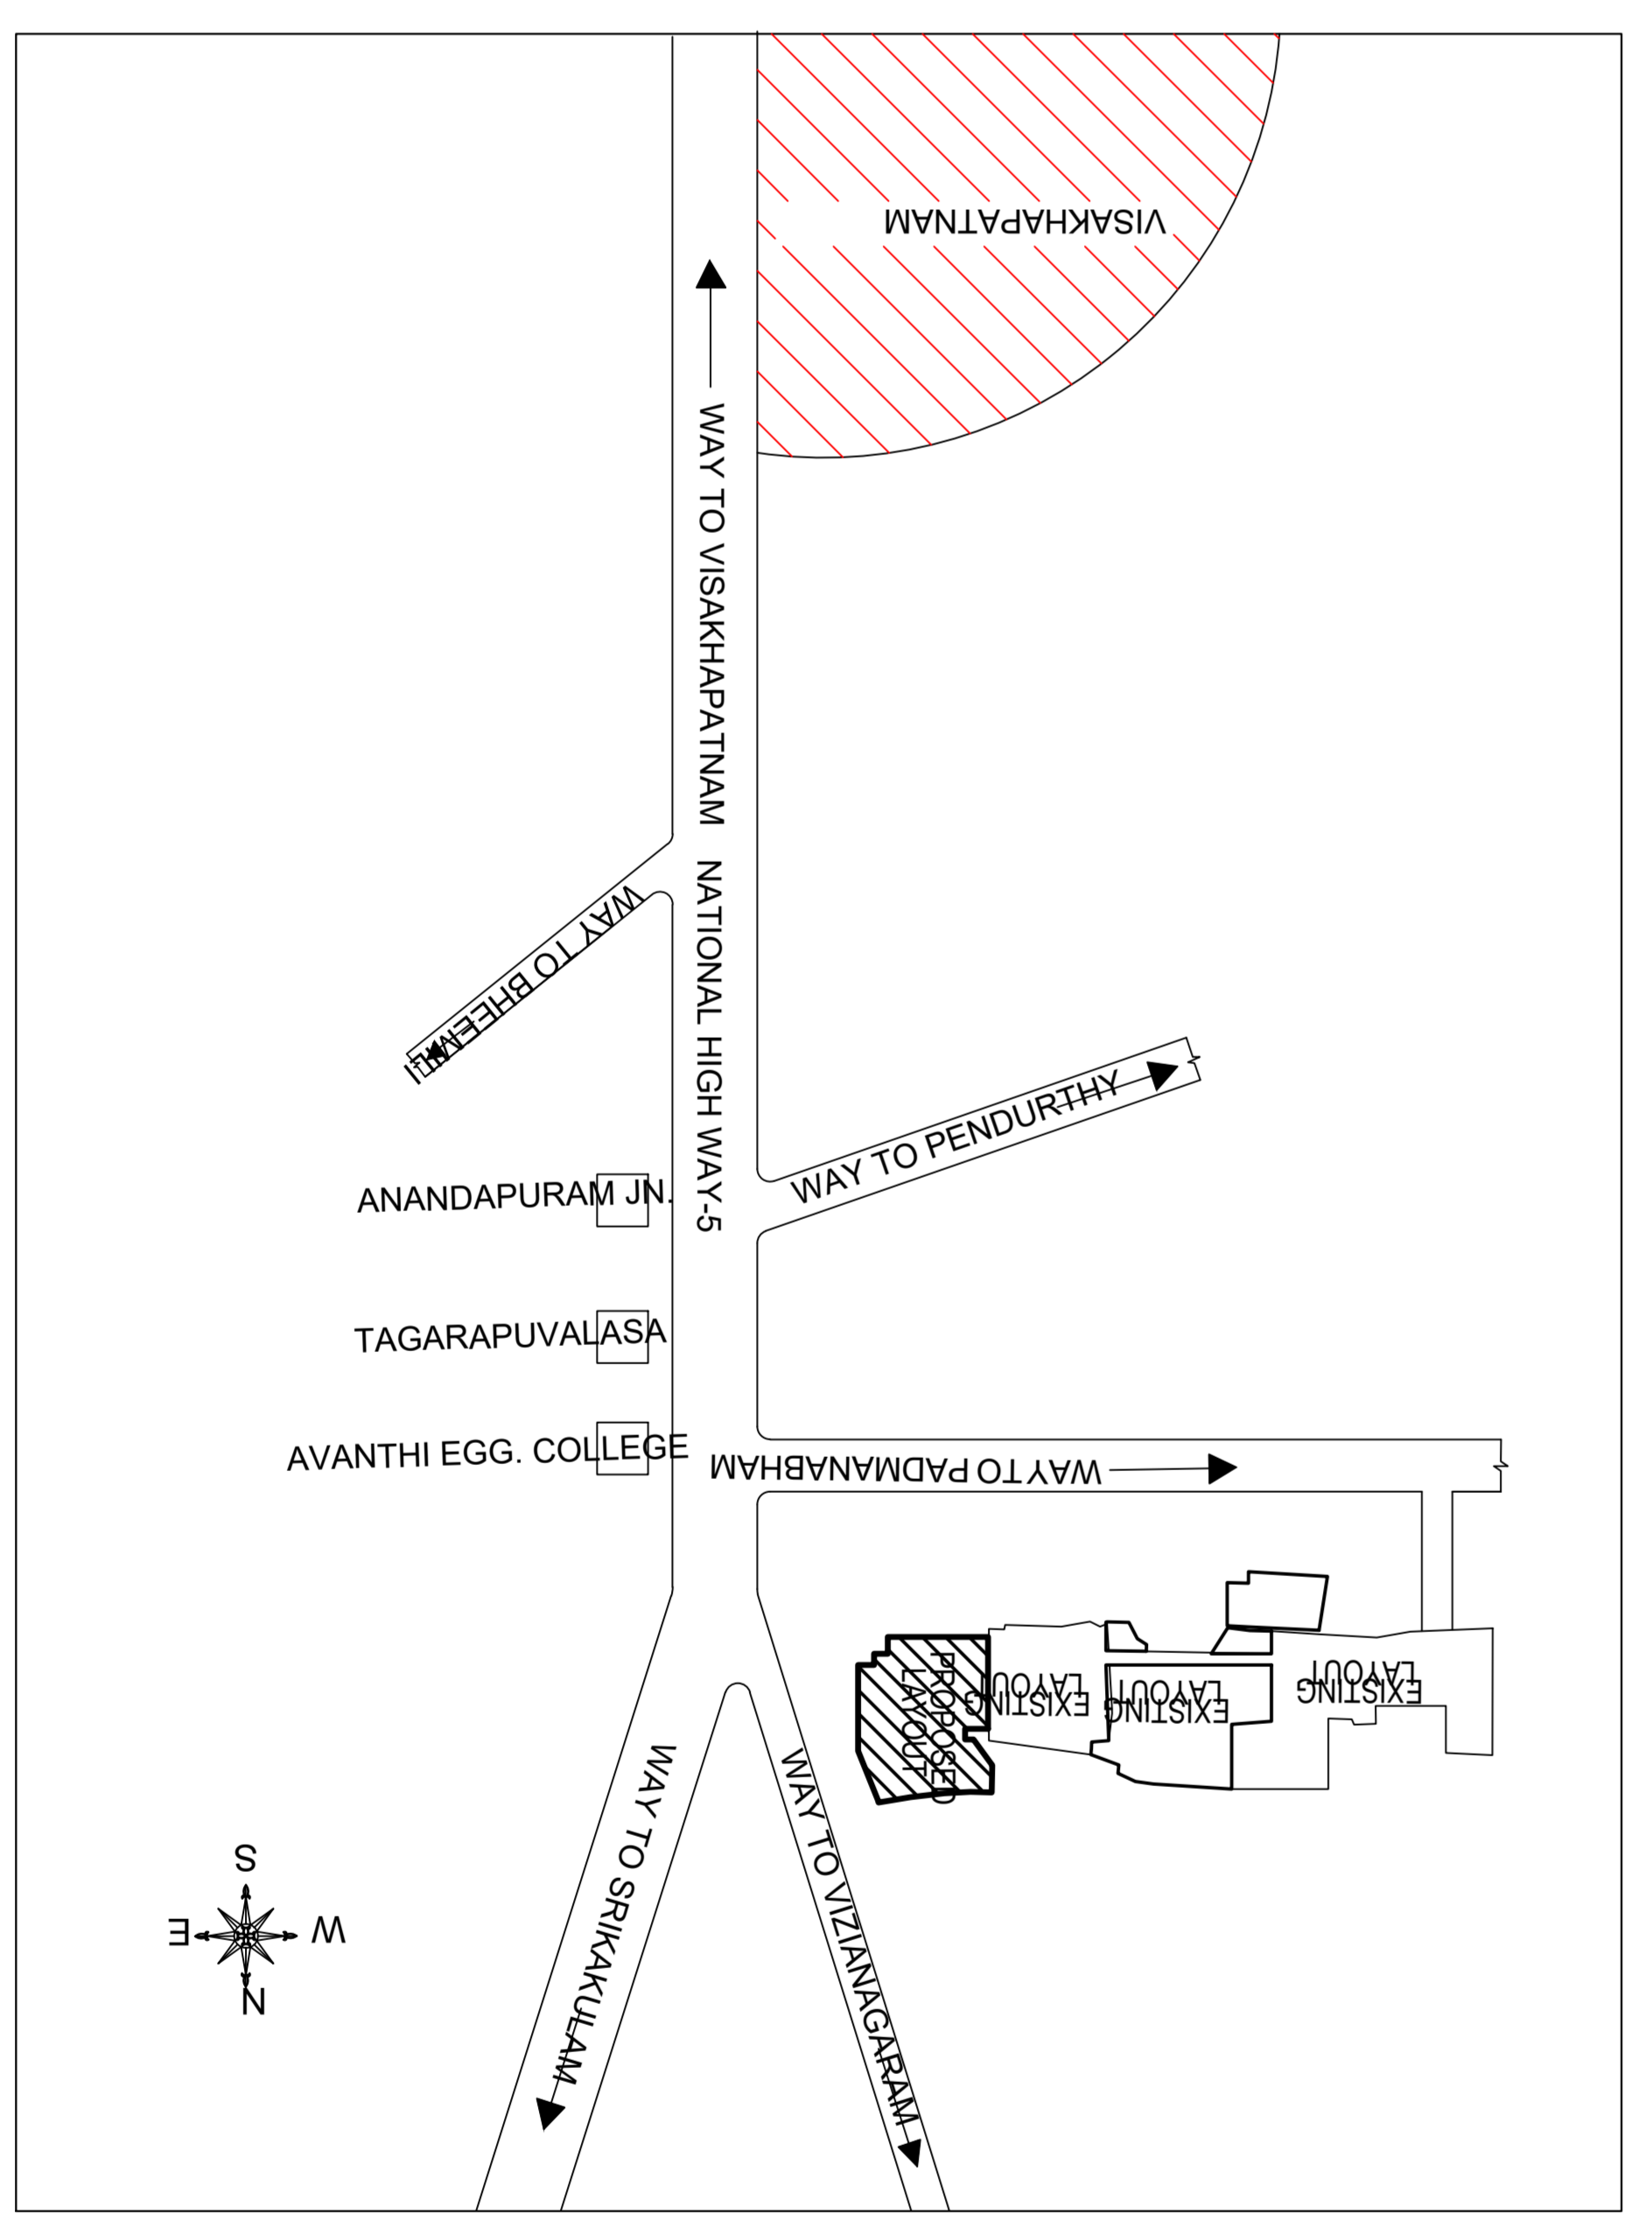 VISAKHAPATNAM
WAY TO VISAKHAPATNAM
NATIONAL HIGH WAY-5
WAY TO BHEEMILI
WAY TO PENDURTHY
ANANDAPURAM JN.
TAGARAPUVALASA
AVANTHI EGG. COLLEGE
WAY TO PADMANABHAM
PROPOSED
LAYOUT
EXISTING
LAYOUT
EXISTING
LAYOUT
EXISTING
LAYOUT
WAY TO SRIKAKULAM
WAY TO VIZIANAGARAM
S
E
W
N